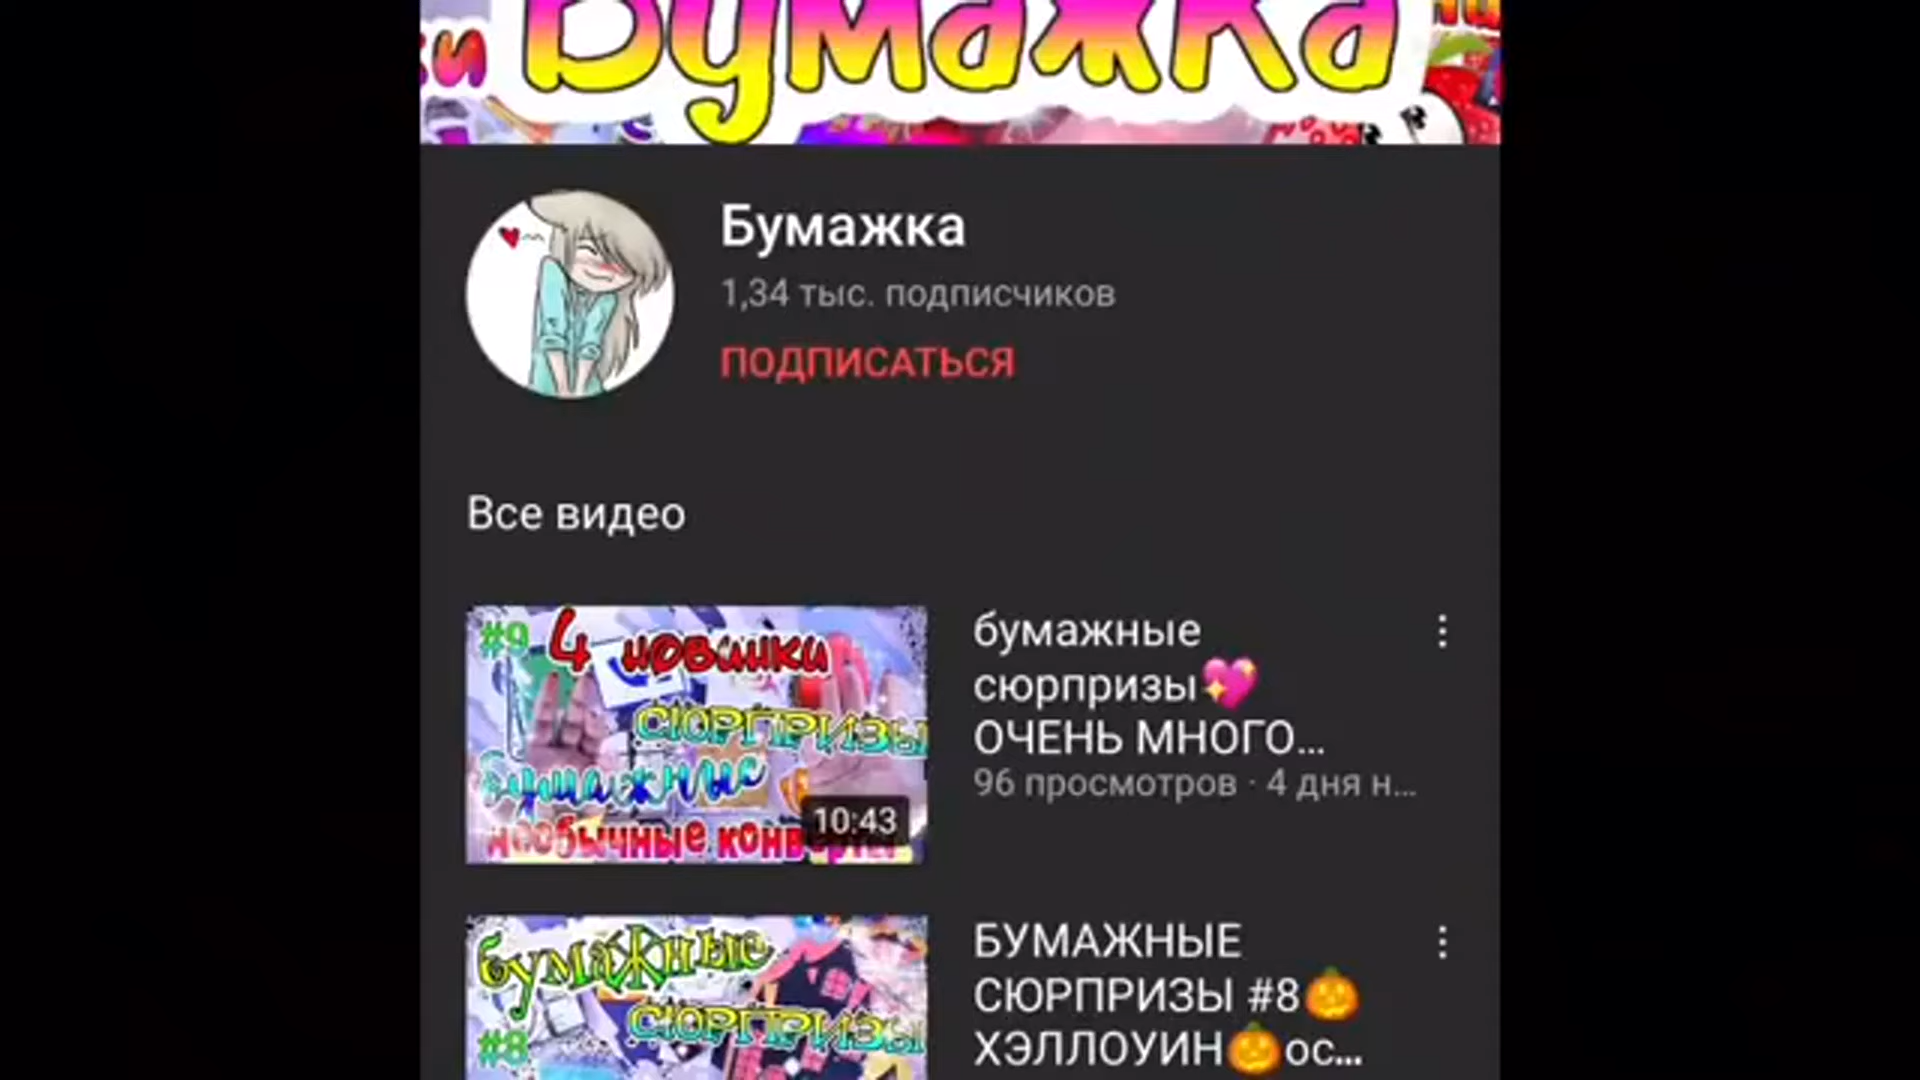 Бумажка
Бумажка
1,34 тыс. подписчиков
ПОДПИСАТЬСЯ
Все видео
#9 4 новинки
сюрпризы
бумажные
необычные
10:43
бумажные
сюрпризы💖
ОЧЕНЬ МНОГО...
96 просмотров · 4 дня н...
бумажные
сюрпризы
#8
БУМАЖНЫЕ
СЮРПРИЗЫ #8🎃
ХЭЛЛОУИН🎃ос...